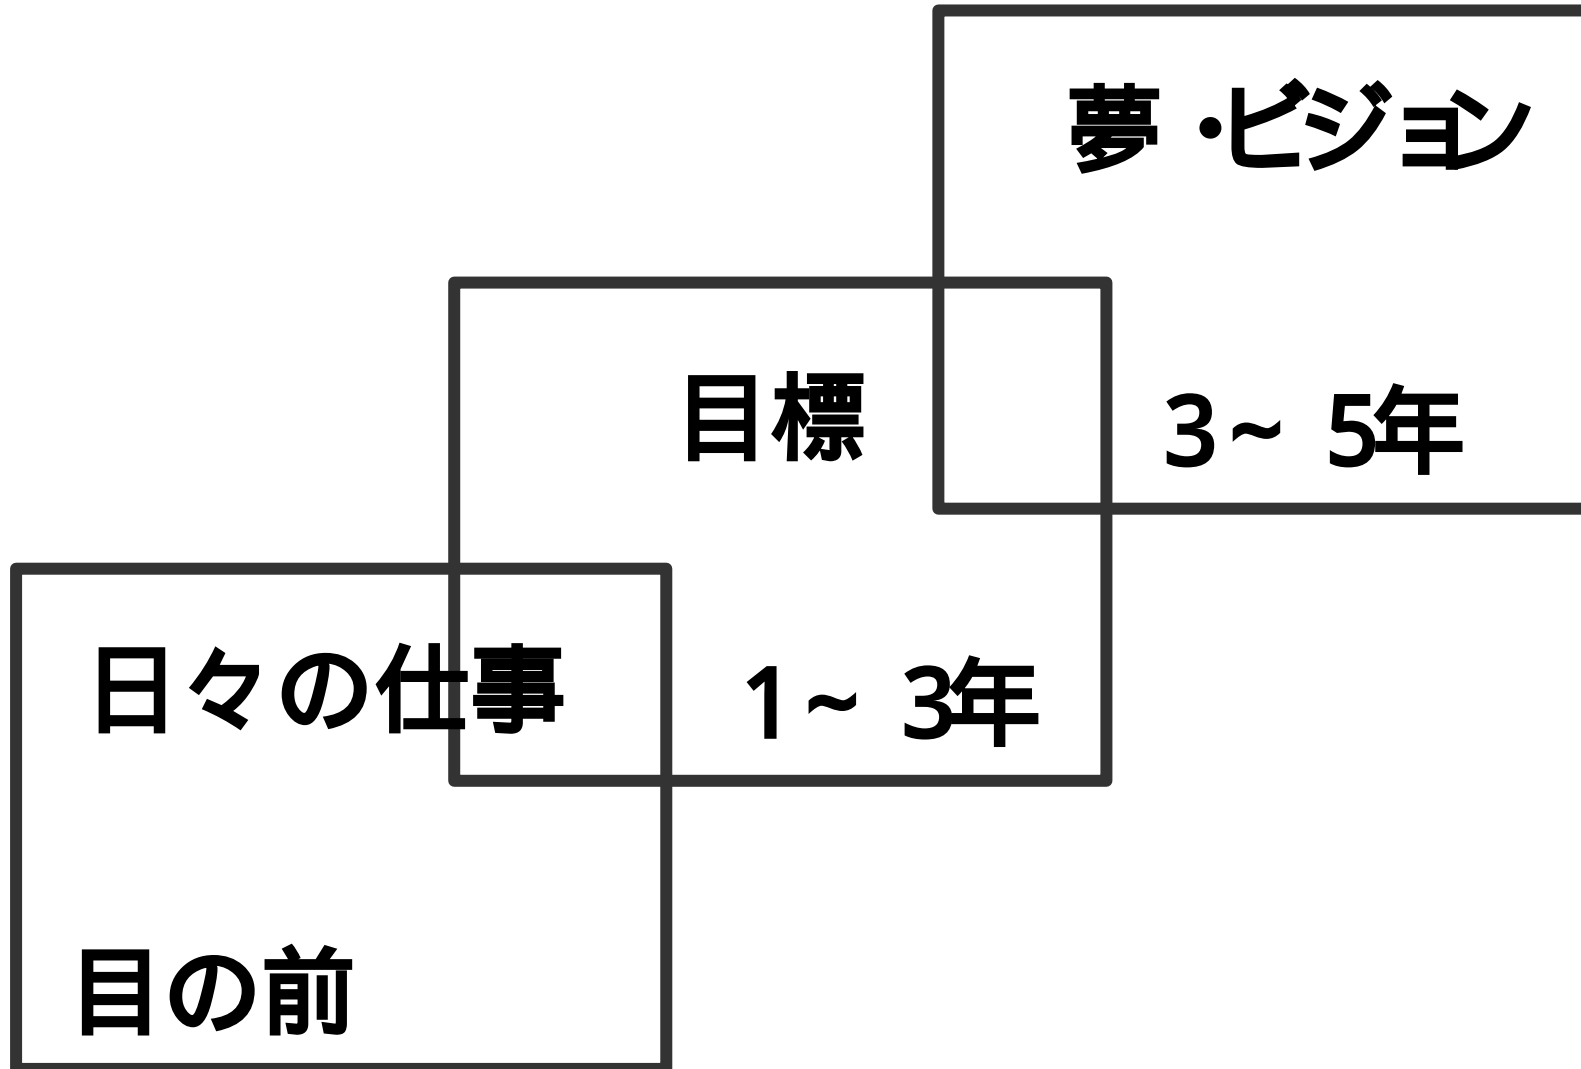 夢・ビジョン
目標
3~ 5年
日々の仕事
1~ 3年
目の前